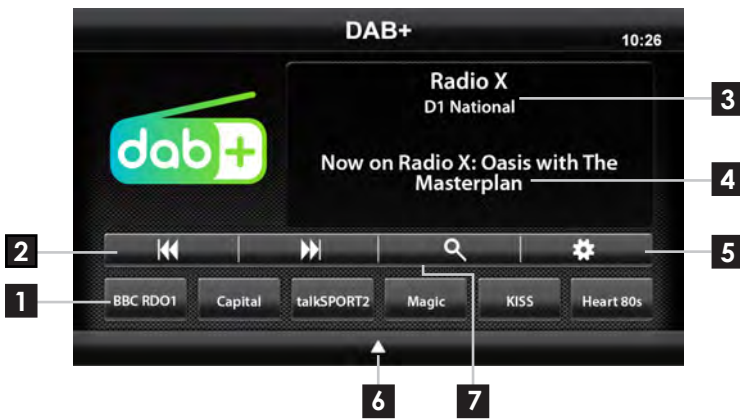 DAB+
10:26
dab+
Radio X
D1 National
Now on Radio X: Oasis with The
Masterplan
BBC RDO1
Capital
talkSPORT2
Magic
KISS
Heart 80s
1
2
3
4
5
6
7